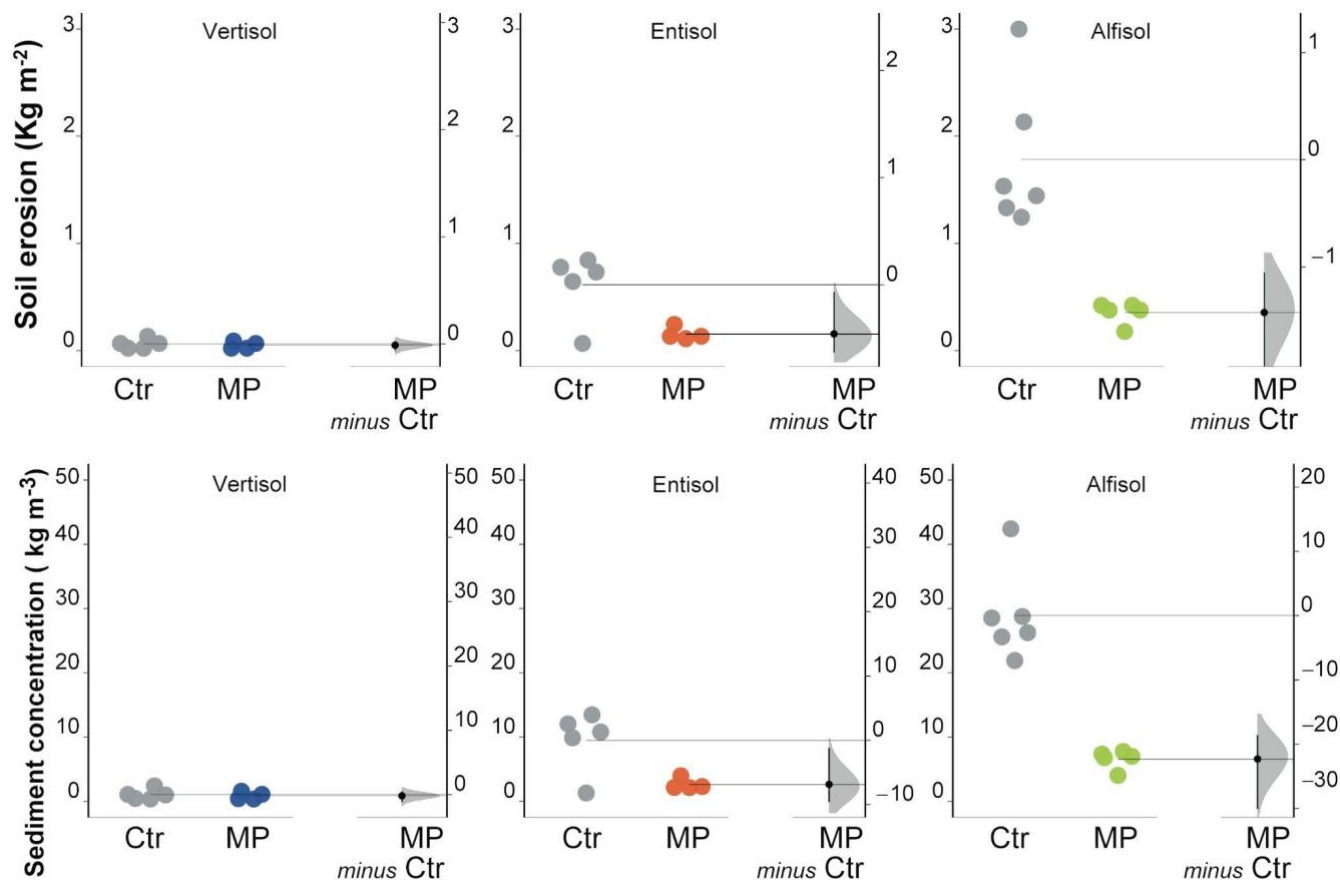 Soil erosion (Kg m-2)
Vertisol
3
2
1
0
3
2
1
0
Ctr
MP
MP
minus Ctr
Entisol
3
2
1
0
2
1
0
Ctr
MP
MP
minus Ctr
Alfisol
3
2
1
0
1
0
–1
Ctr
MP
MP
minus Ctr
Sediment concentration ( kg m-3)
Vertisol
50
40
30
20
10
0
50
40
30
20
10
0
Ctr
MP
MP
minus Ctr
Entisol
50
40
30
20
10
0
40
30
20
10
0
–10
Ctr
MP
MP
minus Ctr
Alfisol
50
40
30
20
10
0
20
10
0
–10
–20
–30
Ctr
MP
MP
minus Ctr